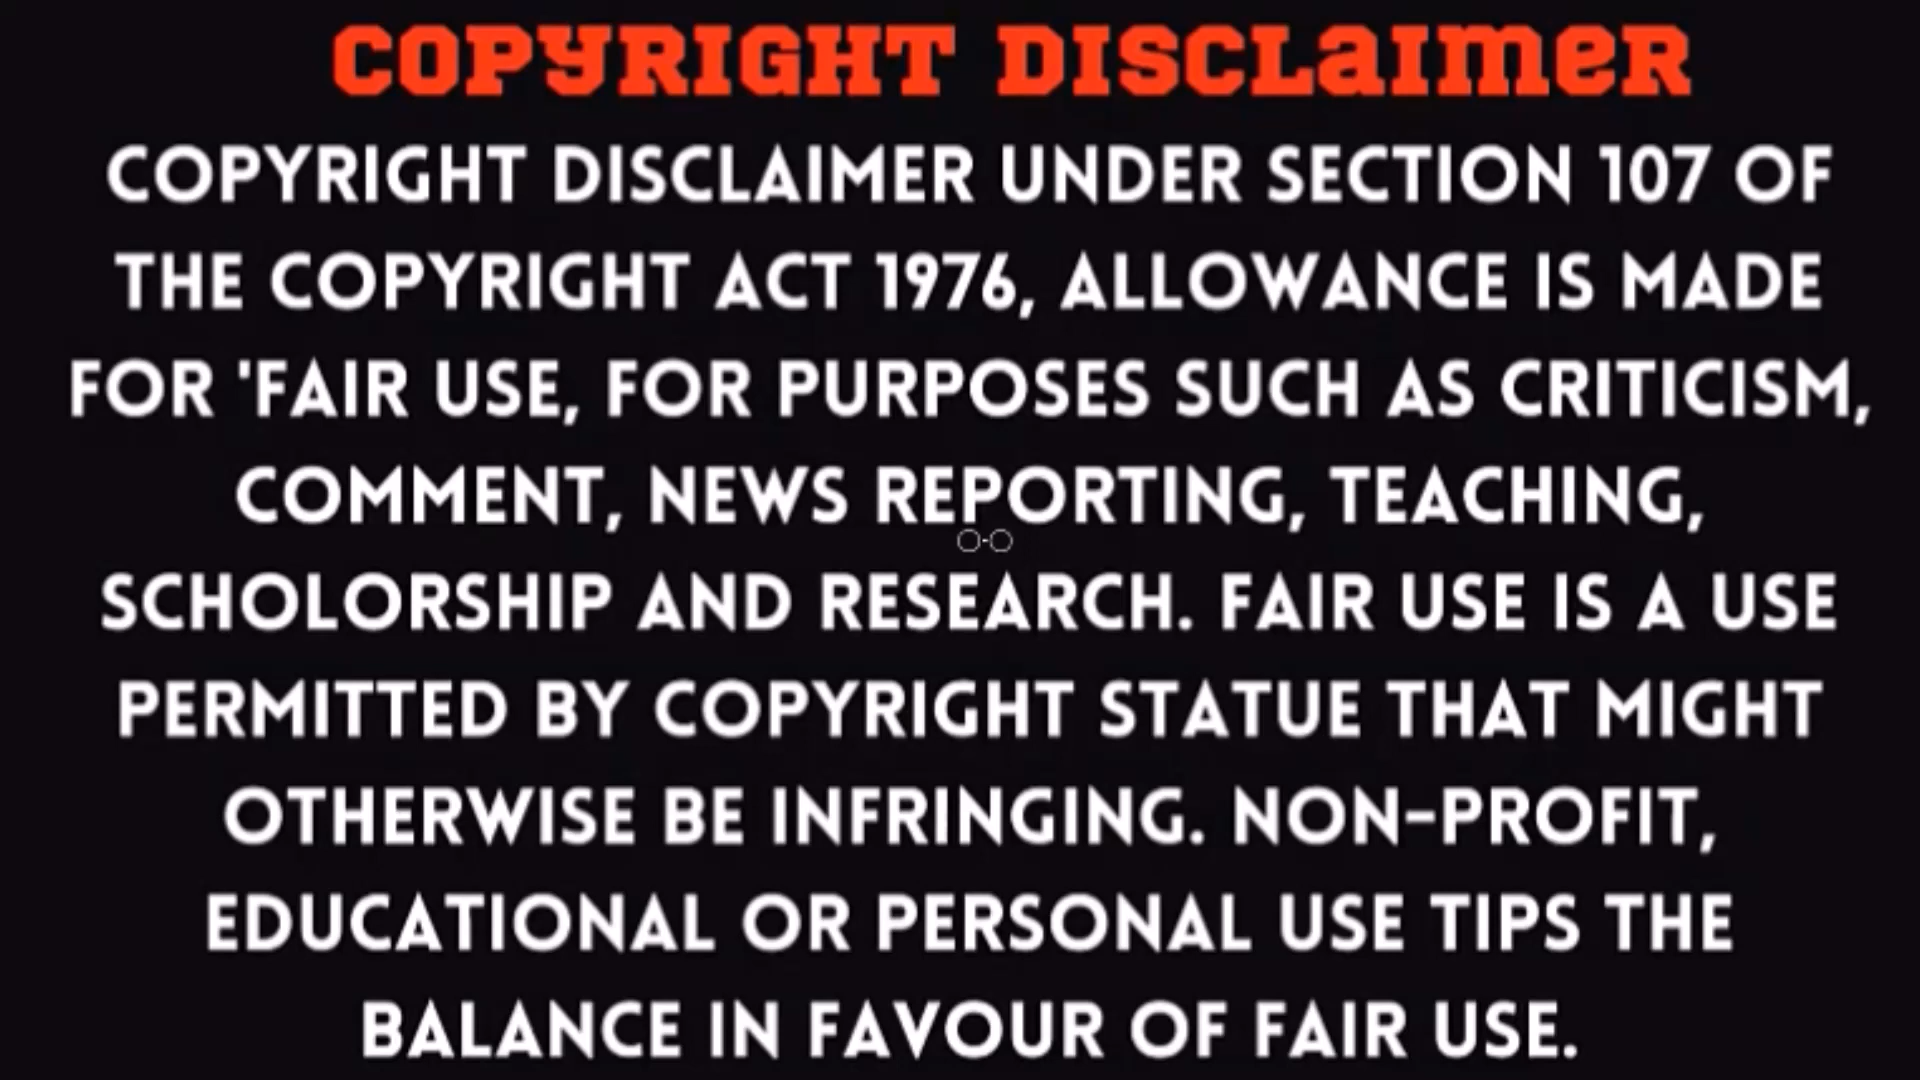 COPYRIGHT DISCLaImeR
COPYRIGHT DISCLAIMER UNDER SECTION 107 OF
THE COPYRIGHT ACT 1976, ALLOWANCE IS MADE
FOR 'FAIR USE, FOR PURPOSES SUCH AS CRITICISM,
COMMENT, NEWS REPORTING, TEACHING,
SCHOLORSHIP AND RESEARCH. FAIR USE IS A USE
PERMITTED BY COPYRIGHT STATUE THAT MIGHT
OTHERWISE BE INFRINGING. NON-PROFIT,
EDUCATIONAL OR PERSONAL USE TIPS THE
BALANCE IN FAVOUR OF FAIR USE.